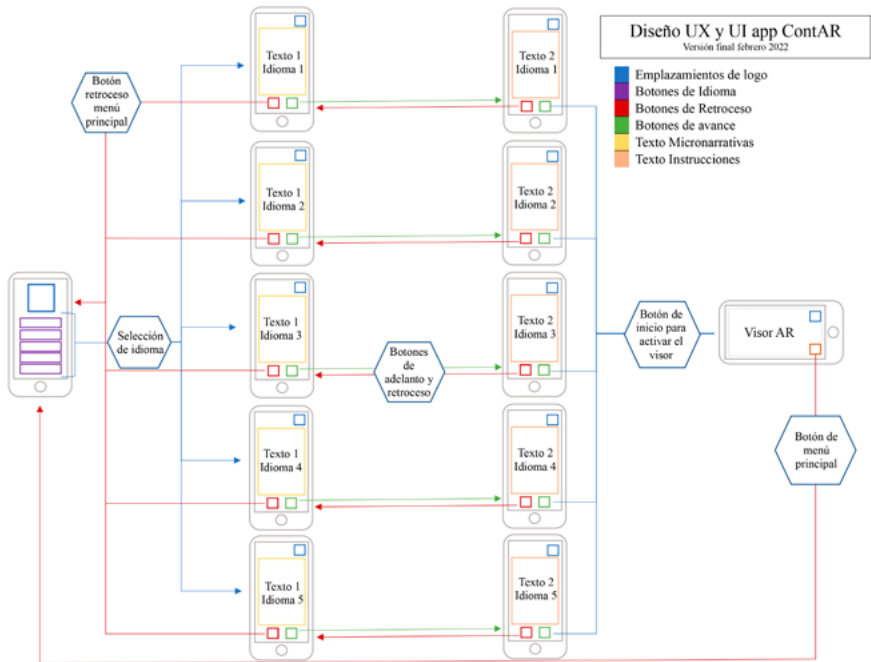 Diseño UX y UI app ContAR
Versión final febrero 2022
Emplazamientos de logo
Botones de Idioma
Botones de Retroceso
Botones de avance
Texto Micronarrativas
Texto Instrucciones
Botón
retroceso
menú
principal
Texto 1
Idioma 1
Texto 2
Idioma 1
Texto 1
Idioma 2
Texto 2
Idioma 2
Selección
de idioma
Texto 1
Idioma 3
Botones
de
adelanto y
retroceso
Texto 2
Idioma 3
Botón de
inicio para
activar el
visor
Visor AR
Texto 1
Idioma 4
Texto 2
Idioma 4
Botón de
menú
principal
Texto 1
Idioma 5
Texto 2
Idioma 5